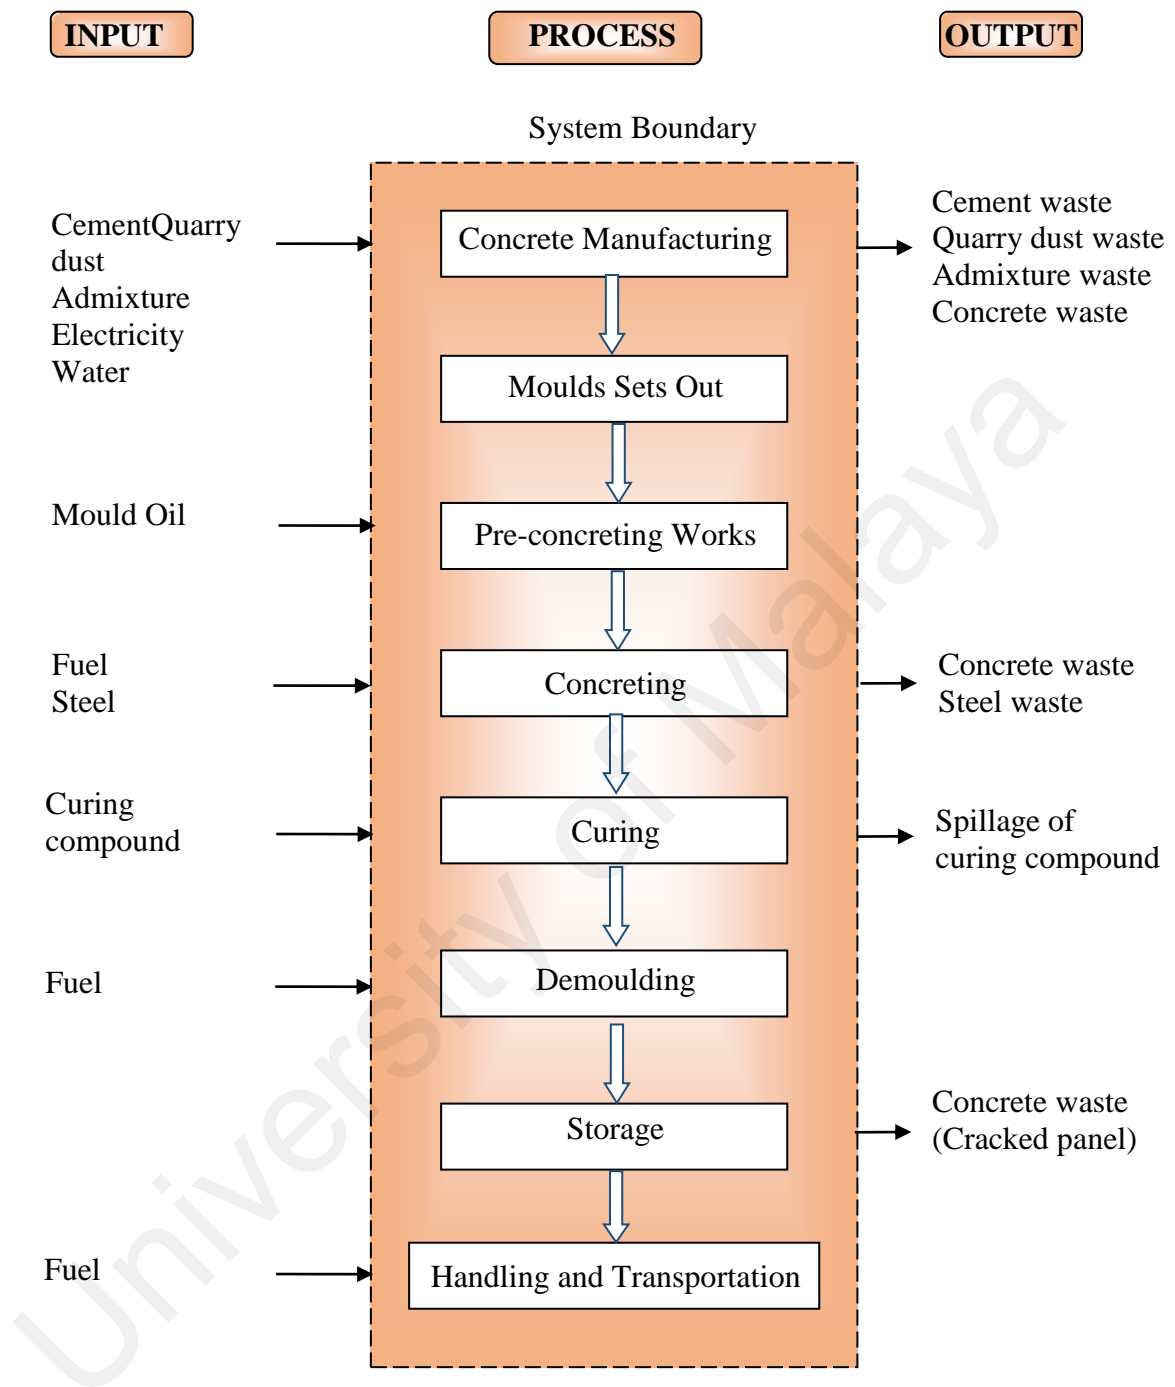 INPUT
PROCESS
OUTPUT
System Boundary
CementQuarry
dust
Admixture
Electricity
Water
Concrete Manufacturing
Cement waste
Quarry dust waste
Admixture waste
Concrete waste
Moulds Sets Out
Mould Oil
Pre-concreting Works
Fuel
Steel
Concreting
Concrete waste
Steel waste
Curing
compound
Curing
Spillage of
curing compound
Fuel
Demoulding
Storage
Concrete waste
(Cracked panel)
Fuel
Handling and Transportation
University of Malaya